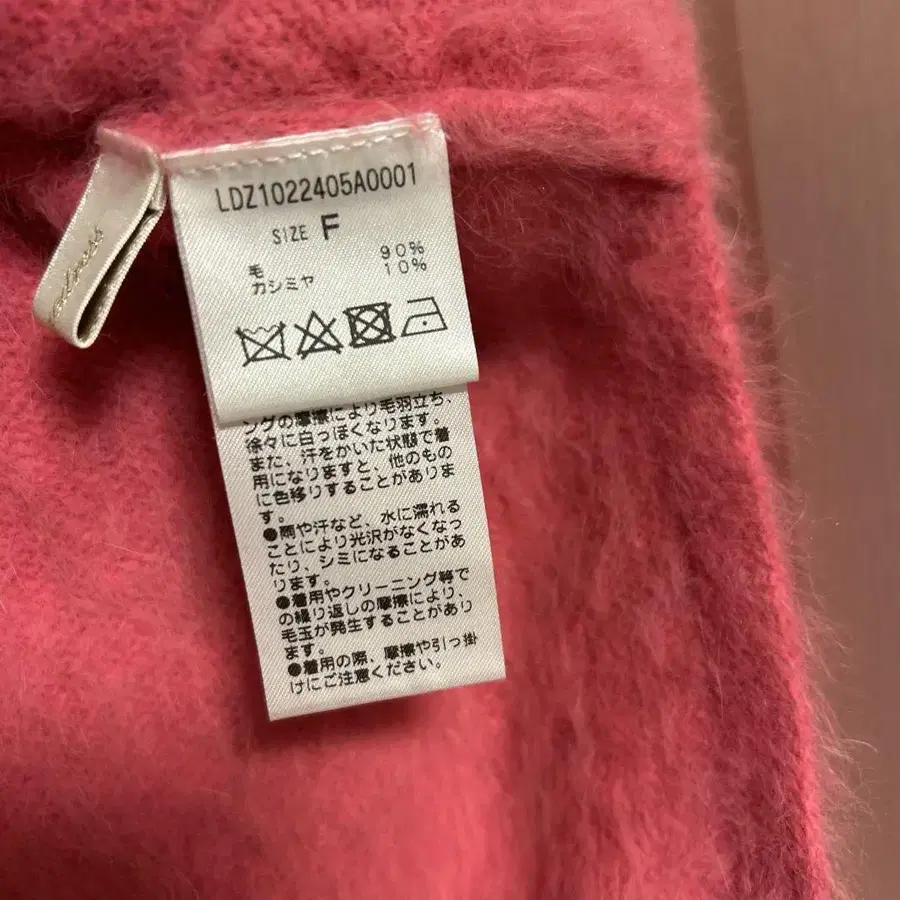 LDZ1022405A0001
SIZE F
毛 90%
カシミヤ 10%
ングの摩擦により毛羽立ち、
徐々に白っぽくなります。
また、汗をかいた状態で着
用になりますと、他のもの
に色移りすることがありま
す。
●雨や汗など、水に濡れる
ことにより光沢がなくなっ
たり、シミになることがあ
ります。
●着用やクリーニング等で
の繰り返しの摩擦により、
毛玉が発生することがあり
ます。
●着用の際、摩擦や引っ掛
けにご注意ください。